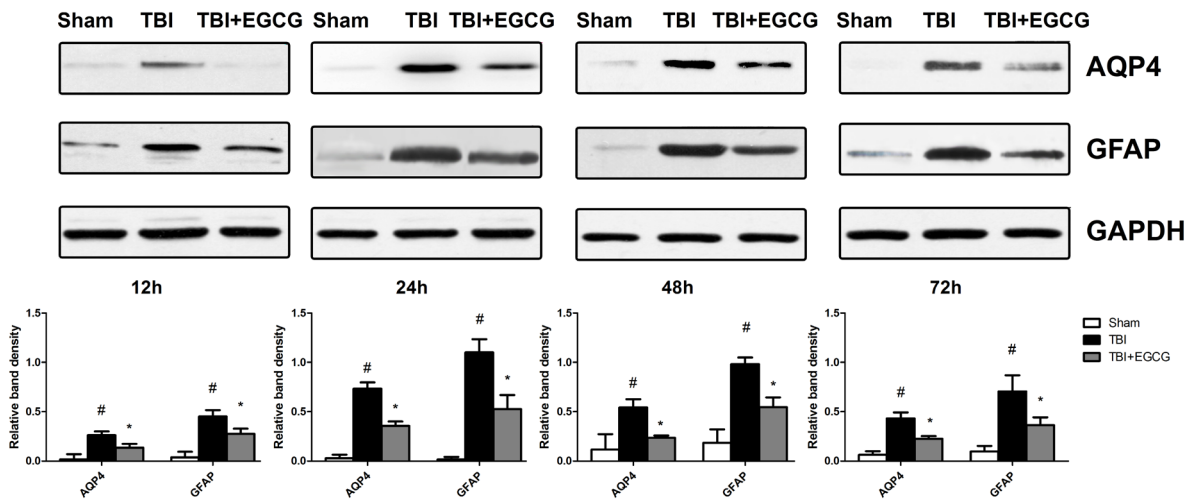 Sham TBI TBI+EGCG Sham TBI TBI+EGCG Sham TBI TBI+EGCG Sham TBI TBI+EGCG
AQP4
GFAP
GAPDH
12h 24h 48h 72h
Relative band density
1.5
1.0
0.5
0.0
# * # *
AQP4 GFAP
Relative band density
1.5
1.0
0.5
0.0
# * # *
AQP4 GFAP
Relative band density
1.5
1.0
0.5
0.0
# * # *
AQP4 GFAP
Relative band density
1.5
1.0
0.5
0.0
# * # *
AQP4 GFAP
Sham
TBI
TBI+EGCG